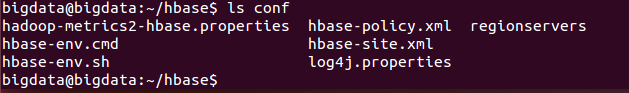 bigdata@bigdata:~/hbase$ ls conf
hadoop-metrics2-hbase.properties  hbase-policy.xml  regionservers
hbase-env.cmd                     hbase-site.xml
hbase-env.sh                      log4j.properties
bigdata@bigdata:~/hbase$